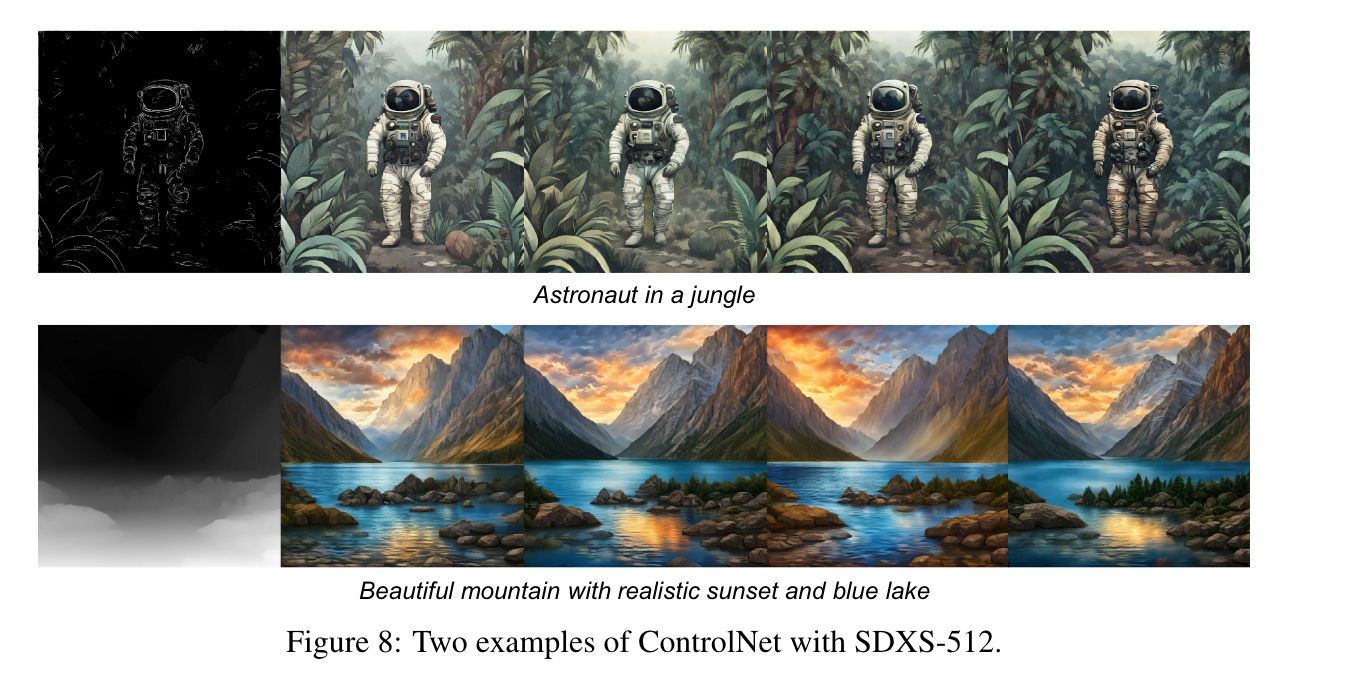 Astronaut in a jungle
Beautiful mountain with realistic sunset and blue lake
Figure 8: Two examples of ControlNet with SDXS-512.